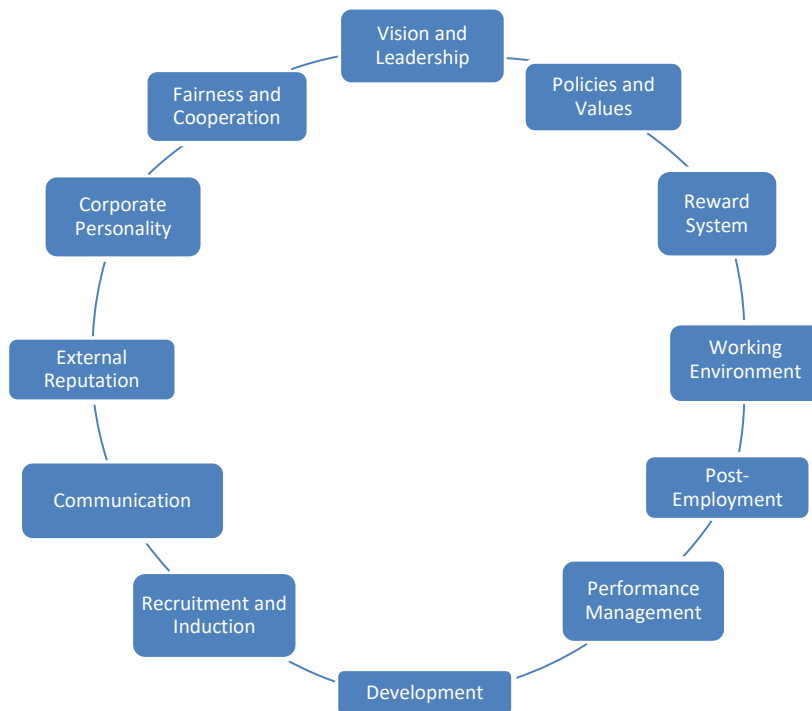 Vision and
Leadership
Policies and
Values
Reward
System
Working
Environment
Post-
Employment
Performance
Management
Development
Recruitment and
Induction
Communication
External
Reputation
Corporate
Personality
Fairness and
Cooperation